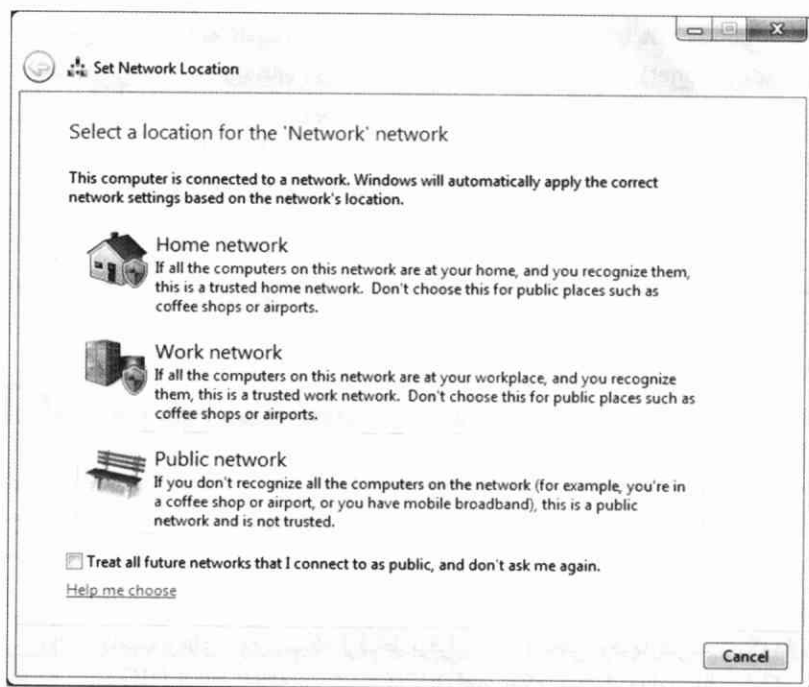 Set Network Location
Select a location for the 'Network' network
This computer is connected to a network. Windows will automatically apply the correct
network settings based on the network's location.
Home network
If all the computers on this network are at your home, and you recognize them,
this is a trusted home network. Don't choose this for public places such as
coffee shops or airports.
Work network
If all the computers on this network are at your workplace, and you recognize
them, this is a trusted work network. Don't choose this for public places such as
coffee shops or airports.
Public network
If you don't recognize all the computers on the network (for example, you're in
a coffee shop or airport, or you have mobile broadband), this is a public
network and is not trusted.
Treat all future networks that I connect to as public, and don't ask me again.
Help me choose
Cancel